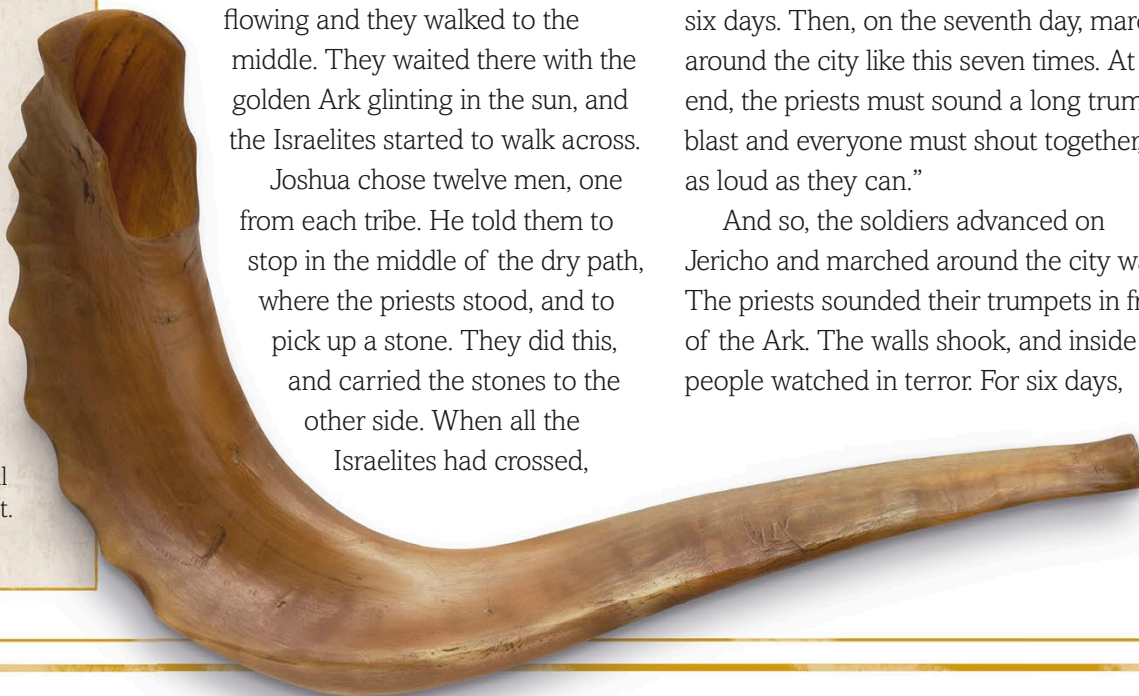 flowing and they walked to the
middle. They waited there with the
golden Ark glinting in the sun, and
the Israelites started to walk across.
Joshua chose twelve men, one
from each tribe. He told them to
stop in the middle of the dry path,
where the priests stood, and to
pick up a stone. They did this,
and carried the stones to the
other side. When all the
Israelites had crossed,
six days. Then, on the seventh day,
around the city like this seven times. At
end, the priests must sound a long
blast and everyone must shout together,
as loud as they can.”
And so, the soldiers advanced on
Jericho and marched around the city
The priests sounded their trumpets in
of the Ark. The walls shook, and inside
people watched in terror. For six days,